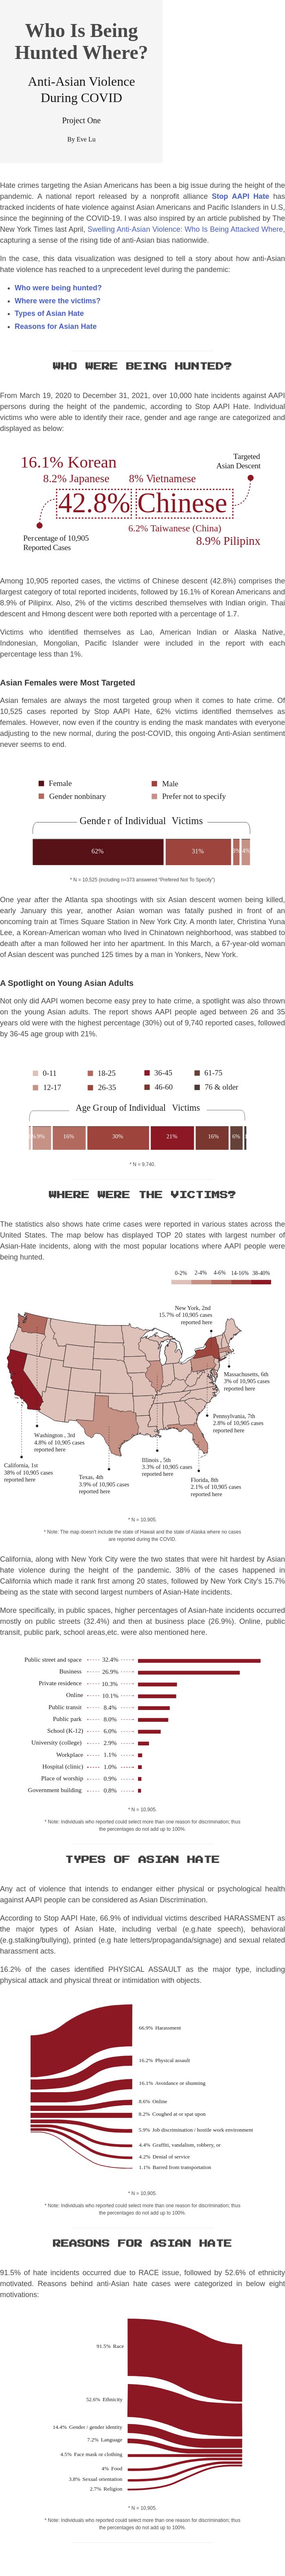 Who Is Being
Hunted Where?
Anti-Asian Violence
During COVID
Project One
By Eve Lu
Hate crimes targeting the Asian Americans has been a big issue during the height of the
pandemic. A national report released by a nonprofit alliance Stop AAPI Hate has
tracked incidents of hate violence against Asian Americans and Pacific Islanders in U.S,
since the beginning of the COVID-19. I was also inspired by an article published by The
New York Times last April, Swelling Anti-Asian Violence: Who Is Being Attacked Where,
capturing a sense of the rising tide of anti-Asian bias nationwide.
In the case, this data visualization was designed to tell a story about how anti-Asian
hate violence has reached to a unprecedent level during the pandemic:
• Who were being hunted?
• Where were the victims?
• Types of Asian Hate
• Reasons for Asian Hate
WHO WERE BEING HUNTED?
From March 19, 2020 to December 31, 2021, over 10,000 hate incidents against AAPI
persons during the height of the pandemic, according to Stop AAPI Hate. Individual
victims who were able to identify their race, gender and age range are categorized and
displayed as below:
Targeted
Asian Descent
16.1% Korean
8.2% Japanese
8% Vietnamese
42.8% Chinese
6.2% Taiwanese (China)
8.9% Pilipinx
Percentage of 10,905
Reported Cases
Among 10,905 reported cases, the victims of Chinese descent (42.8%) comprises the
largest category of total reported incidents, followed by 16.1% of Korean Americans and
8.9% of Pilinx. Also, 2% of the victims described themselves with Indian origin. Thai
descent and Hmong descent were both reported with a percentage of 1.7.
Victims who identified themselves as Lao, American Indian or Alaska Native,
Indonesian, Mongolian, Pacific Islander were included in the report with each
percentage less than 1%.
Asian Females were Most Targeted
Asian females are always the most targeted group when it comes to hate crime. Of
10,525 cases reported by Stop AAPI Hate, 62% victims identified themselves as
females. However, now even if the country is ending the mask mandates with everyone
adjusting to the new normal, during the post-COVID, this ongoing Anti-Asian sentiment
never seems to end.
Female
Male
Gender nonbinary
Prefer not to specify
Gender of Individual Victims
62%
31%
* N = 10,525 (including n=373 answered "Prefered Not To Specify")
One year after the Atlanta spa shootings with six Asian descent women being killed,
early January this year, another Asian woman was fatally pushed in front of an
oncoming train at Times Square Station in New York City. A month later, Christina Yuna
Lee, a Korean-American woman who lived in Chinatown neighborhood, was stabbed to
death after a man followed her into her apartment. In this March, a 67-year-old woman
of Asian descent was puncher 125 times by a man in Yonkers, New York.
A Spotlight on Young Asian Adults
Not only did AAPI women become easy prey to hate crime, a spotlight was also thrown
on the young Asian adults. The report shows AAPI people aged between 26 and 35
years old were with the highest percentage (30%) out of 9,740 reported cases, followed
by 36-45 age group with 21%.
0-11
18-25
36-45
61-75
12-17
26-35
46-60
76 & older
Age Group of Individual Victims
16%
30%
21%
16%
6%
* N = 9,740.
WHERE WERE THE VICTIMS?
The statistics also shows hate crime cases were reported in various states across the
United States. The map below has displayed TOP 20 states with largest number of
Asian-Hate incidents, along with the most popular locations where AAPI people were
being hunted.
0-2% 2-4% 4-6% 14-16% 38-40%
New York, 2nd
15.7% of 10,905 cases
reported here
Massachusetts, 6th
3% of 10,905 cases
reported here
Pennsylvania, 7th
2.8% of 10,905 cases
reported here
Washington , 3rd
4.8% of 10,905 cases
reported here
California, 1st
38% of 10,905 cases
reported here
Illinois , 5th
3.3% of 10,905 cases
reported here
Texas, 4th
3.9% of 10,905 cases
reported here
Florida, 8th
2.1% of 10,905 cases
reported here
* N = 10,905.
* Note: The map doesn't include the state of Hawaii and the state of Alaska where no cases
are reported during the COVID.
California, along with New York City were the two states that were hit hardest by Asian
hate violence during the height of the pandemic. 38% of the cases happened in
California which made it rank first among 20 states, followed by New York City's 15.7%
being as the state with second largest numbers of Asian-Hate incidents.
More specifically, in public spaces, higher percentages of Asian-hate incidents occurred
mostly on public streets (32.4%) and then at business place (26.9%). Online, public
transit, public park, school areas,etc. were also mentioned here.
Public street and space 32.4%
Business 26.9%
Private residence 10.3%
Online 10.1%
Public transit 8.4%
Public park 8.0%
School (K-12) 6.0%
University (college) 2.9%
Workplace 1.1%
Hospital (clinic) 1.0%
Place of worship 0.9%
Government building 0.8%
* N = 10,905.
* Note: Individuals who reported could select more than one reason for discrimination; thus
the percentages do not add up to 100%.
TYPES OF ASIAN HATE
Any act of violence that intends to endanger either physical or psychological health
against AAPI people can be considered as Asian Discrimination.
According to Stop AAPI Hate, 66.9% of individual victims described HARASSMENT as
the major types of Asian Hate, including verbal (e.g.hate speech), behavioral
(e.g.stalking/bullying), printed (e.g hate letters/propaganda/signage) and sexual related
harassment acts.
16.2% of the cases identified PHYSICAL ASSAULT as the major type, including
physical attack and physical threat or intimidation with objects.
66.9% Harassment
16.2% Physical assault
16.1% Avoidance or shunning
8.6% Online
8.2% Coughed at or spat upon
5.9% Job discrimination / hostile work environment
4.4% Graffiti, vandalism, robbery, or
4.2% Denial of service
1.1% Barred from transportation
* N = 10,905.
* Note: Individuals who reported could select more than one reason for discrimination; thus
the percentages do not add up to 100%.
REASONS FOR ASIAN HATE
91.5% of hate incidents occurred due to RACE issue, followed by 52.6% of ethnicity
motivated. Reasons behind anti-Asian hate cases were categorized in below eight
motivations:
91.5% Race
52.6% Ethnicity
14.4% Gender / gender identity
7.2% Language
4.5% Face mask or clothing
4% Food
3.8% Sexual orientation
2.7% Religion
* N = 10,905.
* Note: Individuals who reported could select more than one reason for discrimination; thus
the percentages do not add up to 100%.